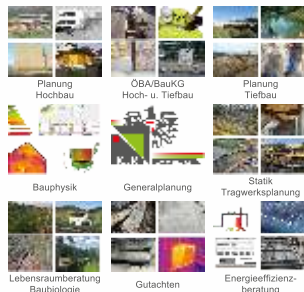 Planung
Hochbau
ÖBA/BauKG
Hoch- u. Tiefbau
Planung
Tiefbau
Bauphysik
Generalplanung
Statik
Tragwerksplanung
Lebensraumberatung
Baubiologie
Gutachten
Energieeffizienz-
beratung